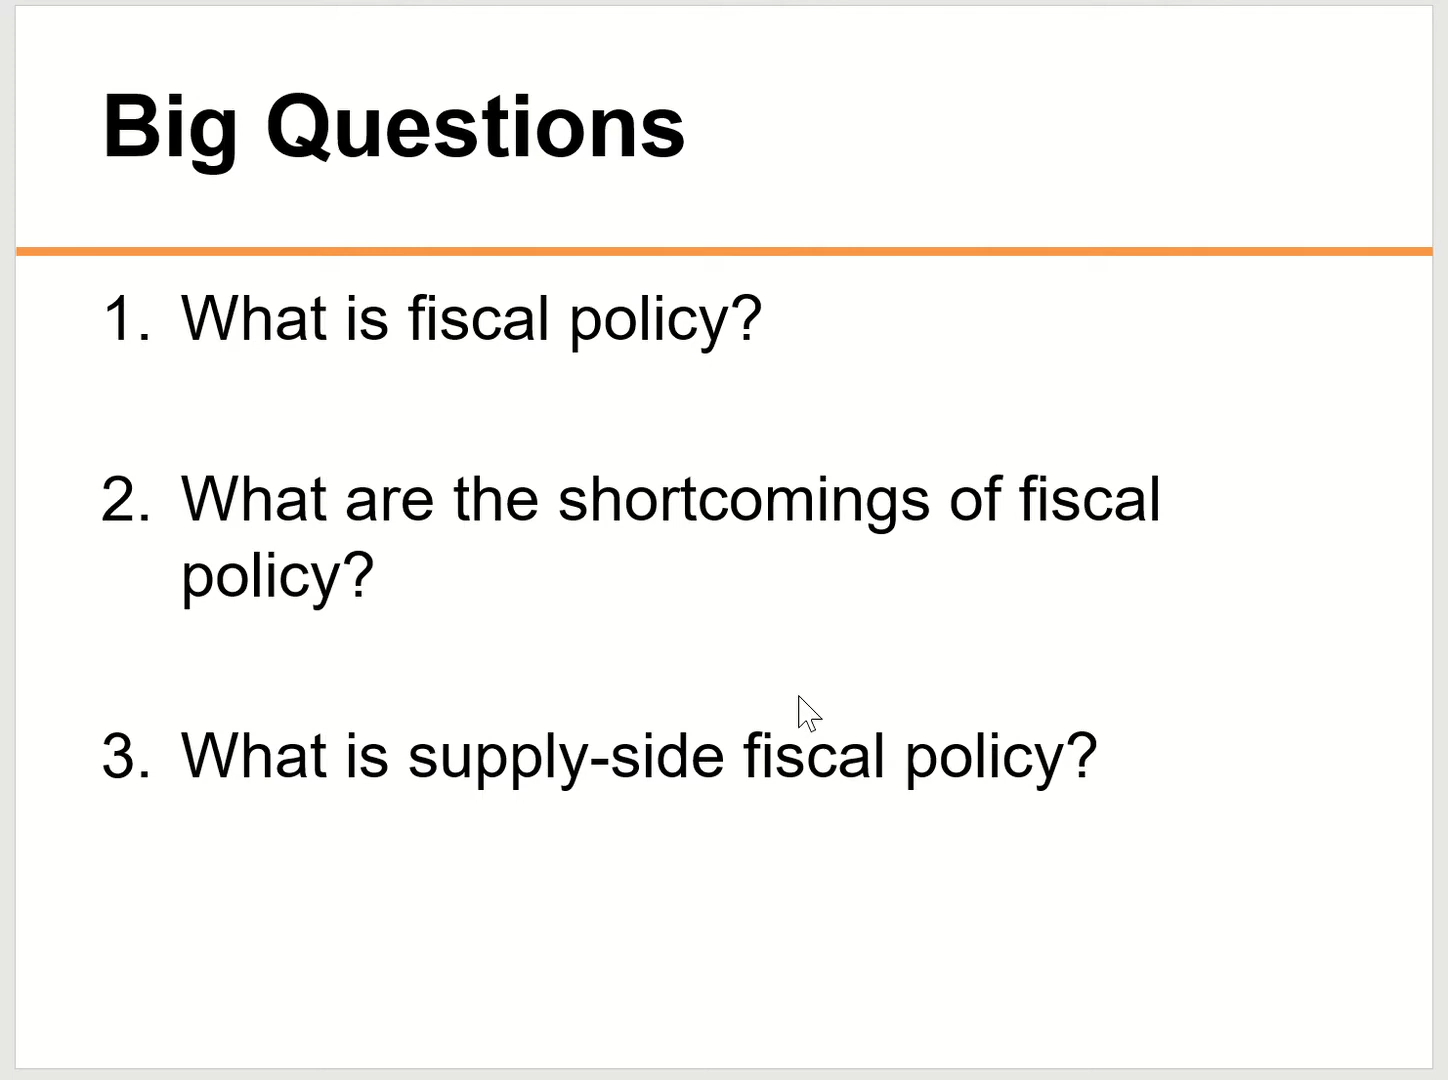 Big Questions
1. What is fiscal policy?
2. What are the shortcomings of fiscal
policy?
3. What is supply-side fiscal policy?